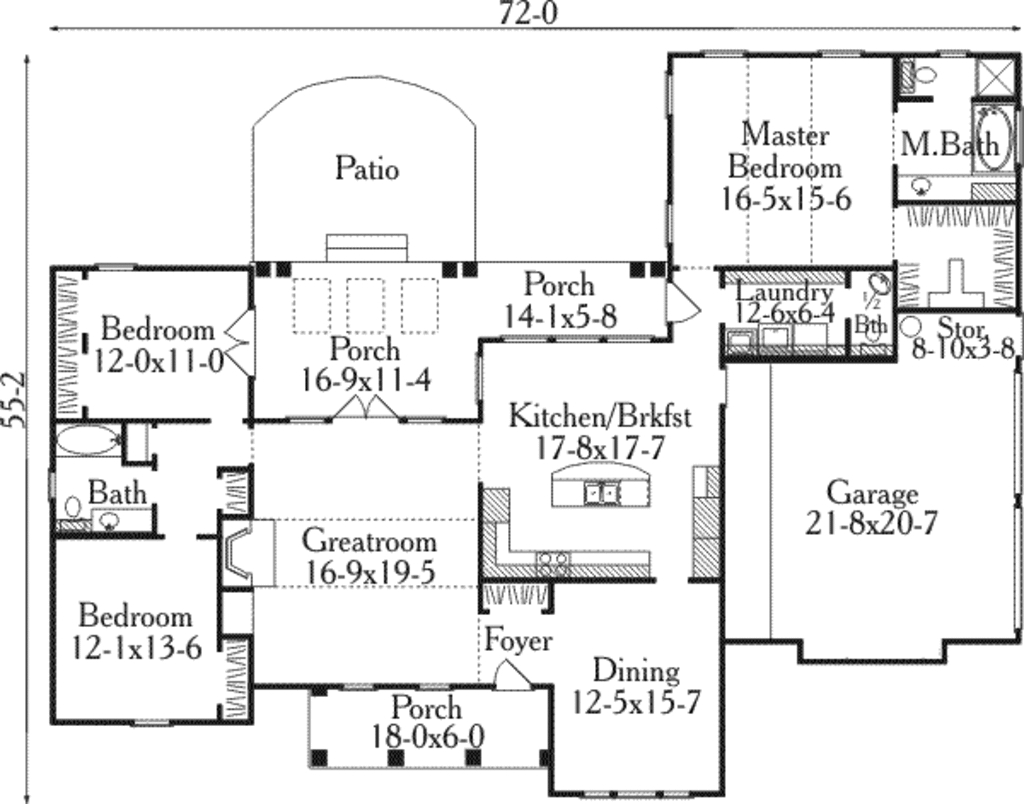 72-0
55-2
Patio
Master
Bedroom
16-5x15-6
M.Bath
Bedroom
12-0x11-0
Porch
16-9x11-4
Porch
14-1x5-8
Laundry
12-6x6-4
1/2
Bth
Stor.
8-10x3-8
Kitchen/Brkfst
17-8x17-7
Bath
Greatroom
16-9x19-5
Garage
21-8x20-7
Bedroom
12-1x13-6
Foyer
Dining
12-5x15-7
Porch
18-0x6-0